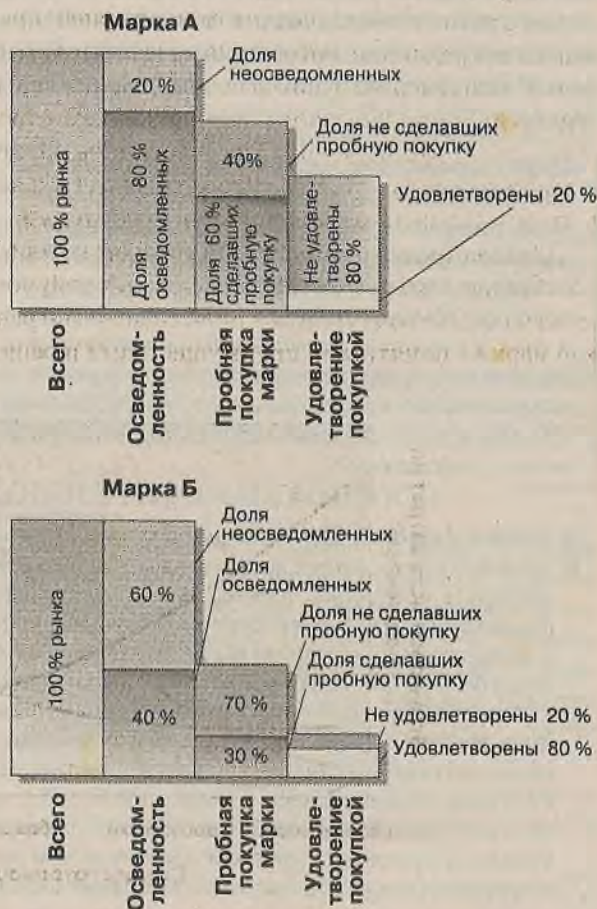 Марка А
Доля
неосведомленных
20 %
100 % рынка
80 %
Доля
осведомленных
40%
Доля не сделавших
пробную покупку
Доля 60 %
сделавших
пробную
покупку
Не удовле-
творены
80 %
Удовлетворены 20 %
Всего
Осведом-
ленность
Пробная
покупка
марки
Удовле-
творение
покупкой
Марка Б
Доля
неосведомленных
Доля
осведомленных
60 %
100 % рынка
40 %
Доля не сделавших
пробную покупку
Доля сделавших
пробную покупку
70 %
30 %
Не удовлетворены 20 %
Удовлетворены 80 %
Всего
Осведом-
ленность
Пробная
покупка
марки
Удовле-
творение
покупкой